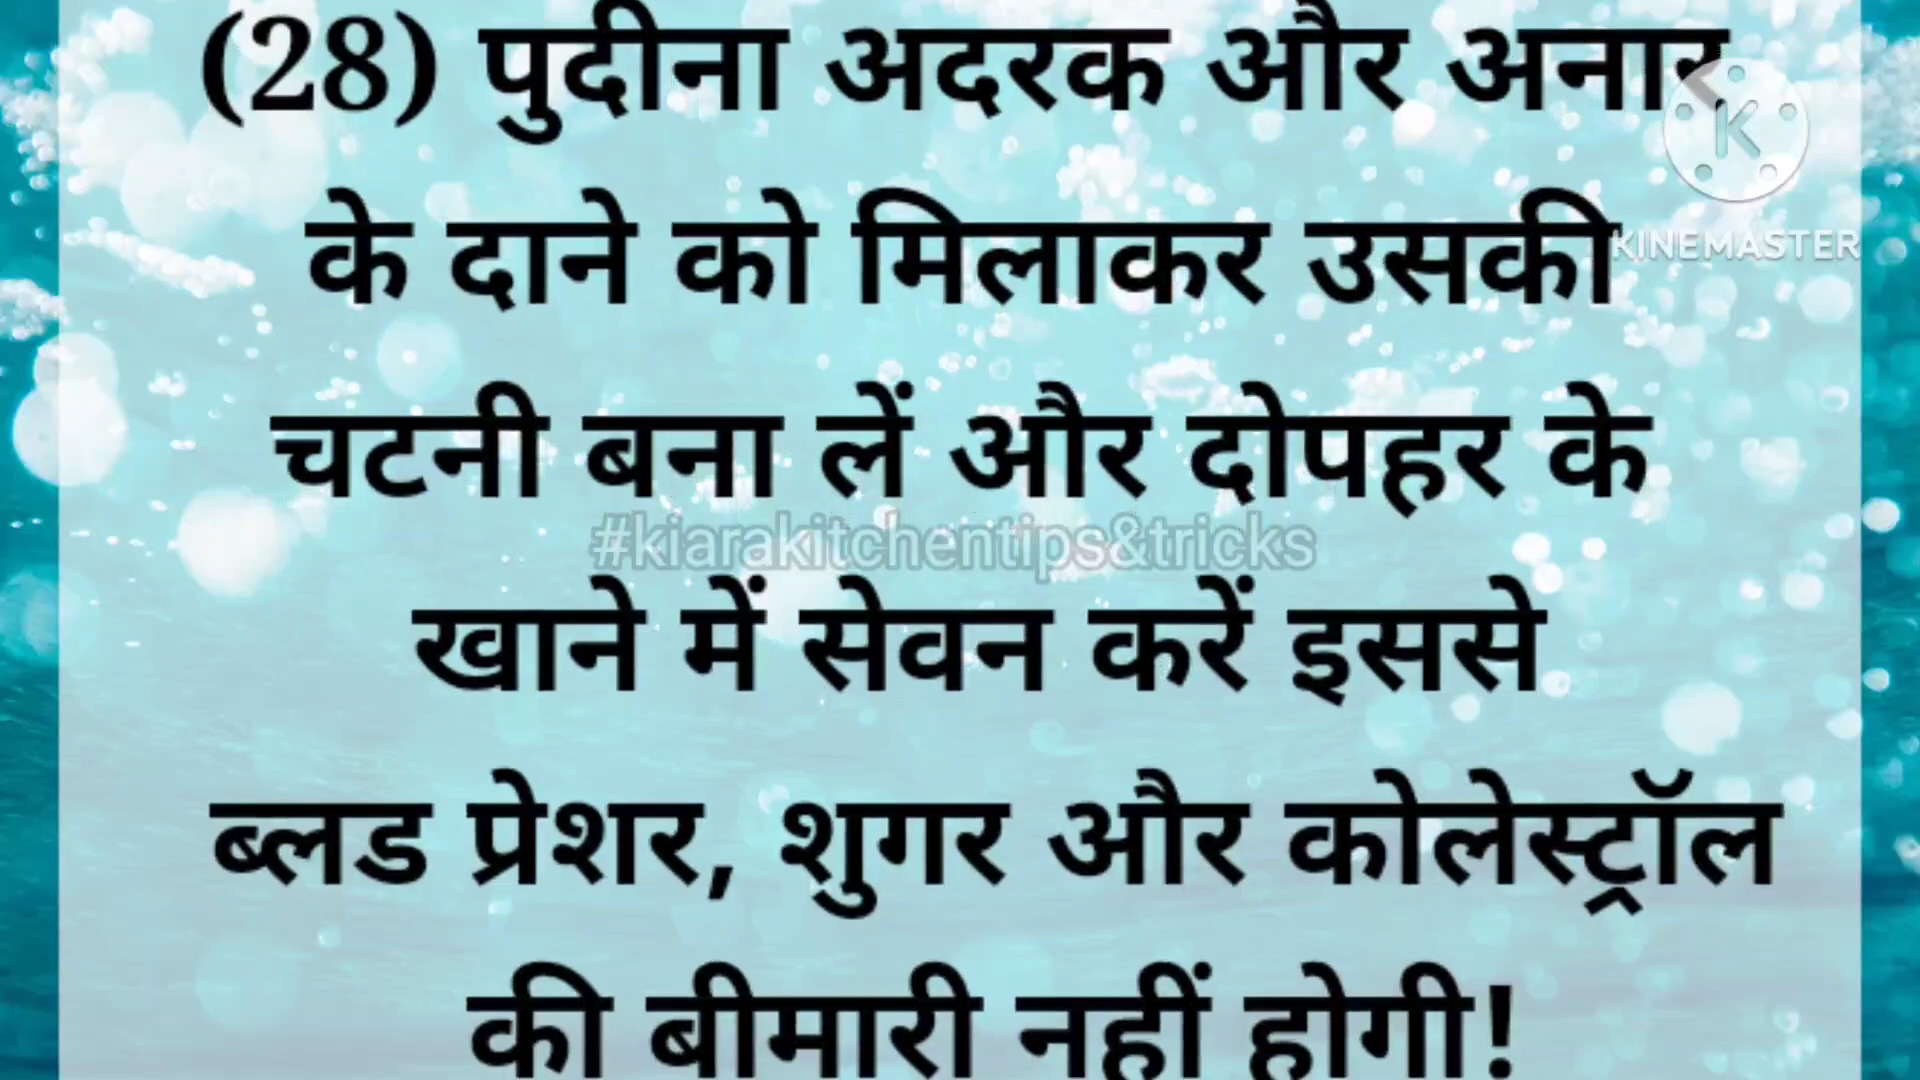 (28) पुदीना अदरक और अनार
के दाने को मिलाकर उसकी
KINEMASTER
चटनी बना लें और दोपहर के
#kiarakitchentips&tricks
खाने में सेवन करें इससे
ब्लड प्रेशर, शुगर और कोलेस्ट्रॉल
की बीमारी नहीं होगी!